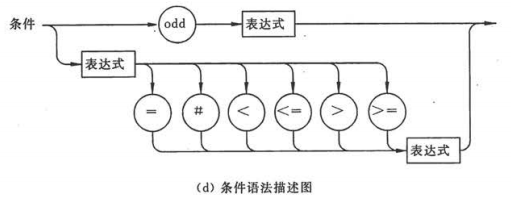 条件 odd 表达式
表达式
= # < <= > >=
表达式
(d) 条件语法描述图